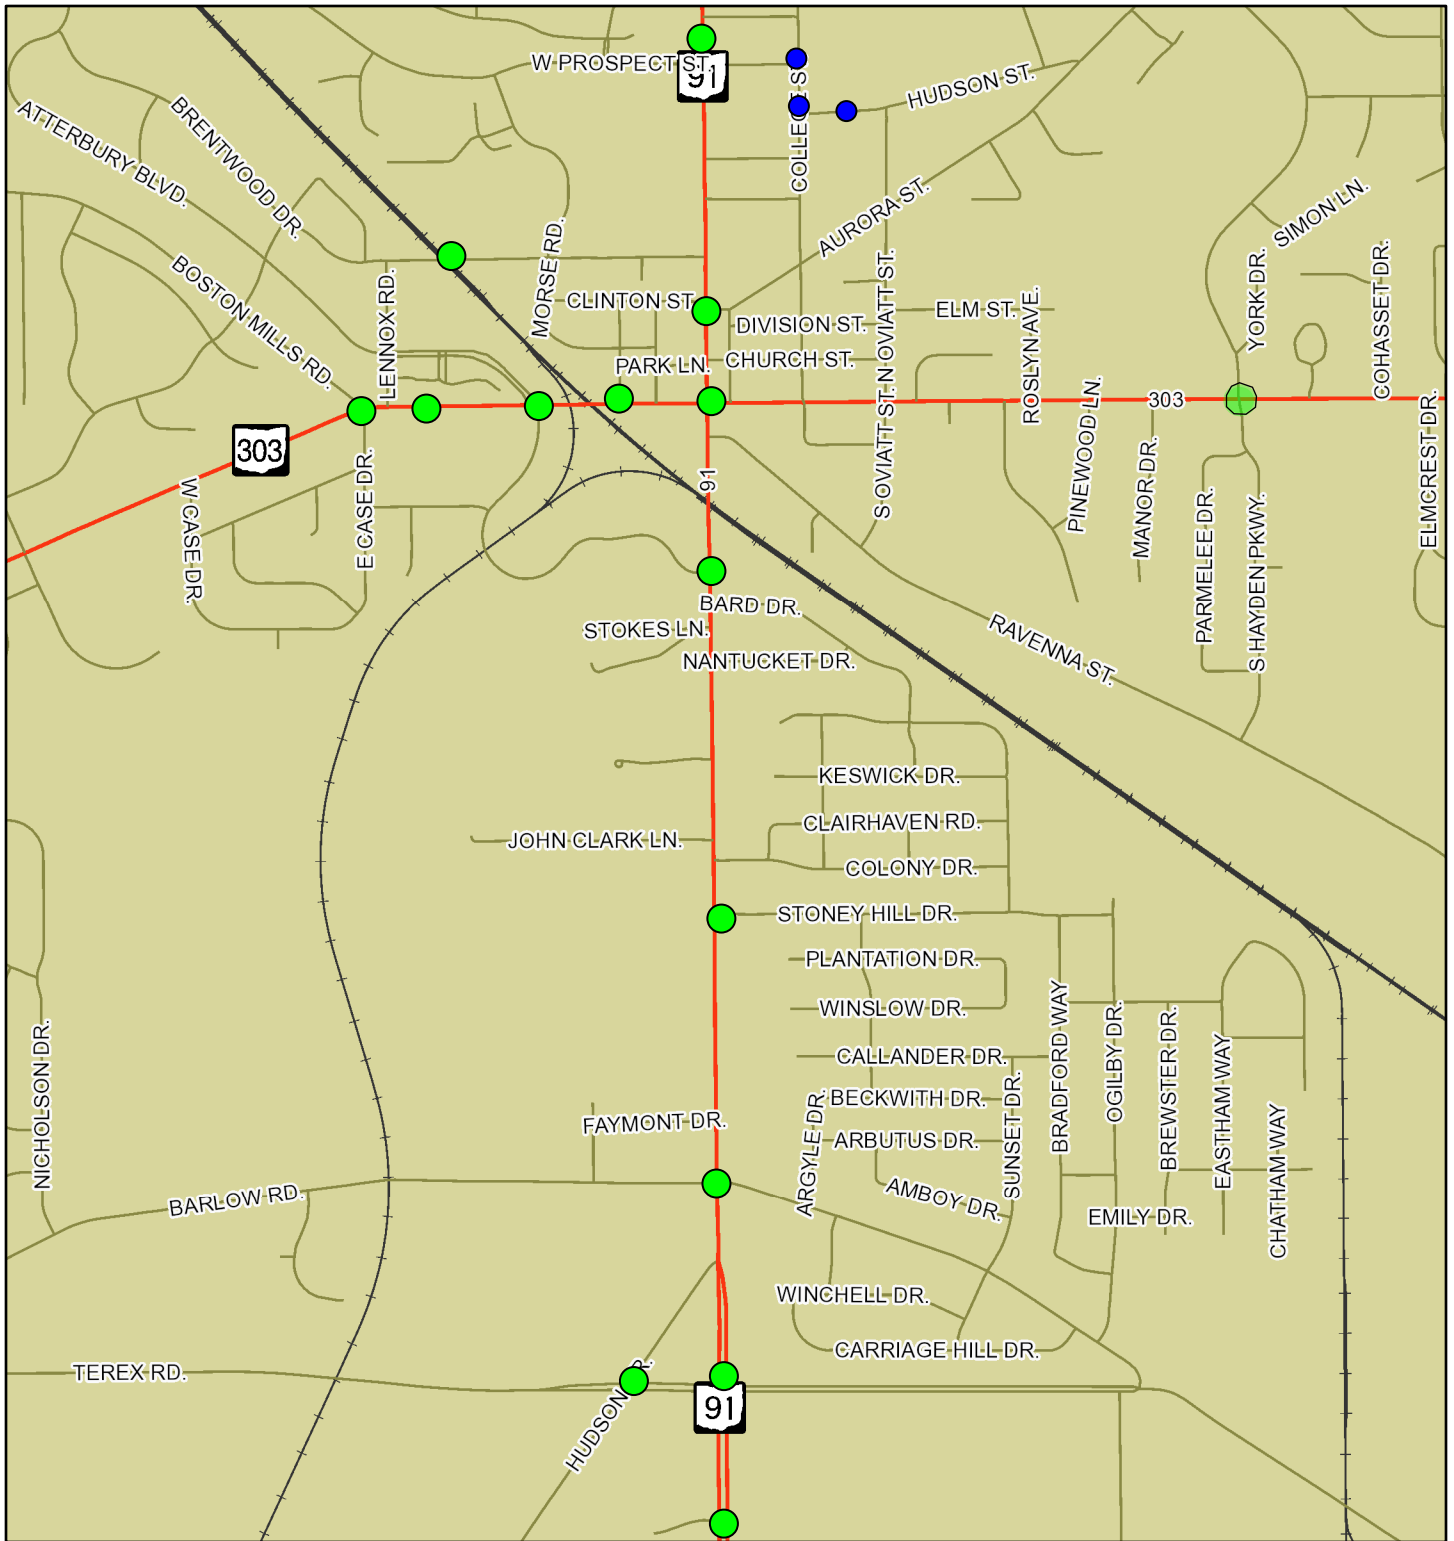 W PROSPECT ST.
91
COLLEGE ST.
HUDSON ST.
ATTERBURY BLVD.
BRENTWOOD DR.
AURORA ST.
SIMON LN.
BOSTON MILLS RD.
LENNOX RD.
MORSE RD.
CLINTON ST.
DIVISION ST.
N OVIATT ST.
ELM ST.
ROSLYN AVE.
YORK DR.
COHASSET DR.
PARK LN.
CHURCH ST.
303
303
W CASE DR.
E CASE DR.
91
S OVIATT ST.
PINEWOOD LN.
MANOR DR.
PARMELEE DR.
S HAYDEN PKWY.
ELMCREST DR.
BARD DR.
STOKES LN.
NANTUCKET DR.
RAVENNA ST.
KESWICK DR.
CLAIRHAVEN RD.
JOHN CLARK LN.
COLONY DR.
STONEY HILL DR.
PLANTATION DR.
WINSLOW DR.
CALLANDER DR.
BECKWITH DR.
ARBUTUS DR.
ARGYLE DR.
SUNSET DR.
BRADFORD WAY
OGILBY DR.
BREWSTER DR.
EASTHAM WAY
CHATHAM WAY
NICHOLSON DR.
FAYMONT DR.
BARLOW RD.
AMBOY DR.
EMILY DR.
WINCHELL DR.
CARRIAGE HILL DR.
TEREX RD.
HUDSON
91